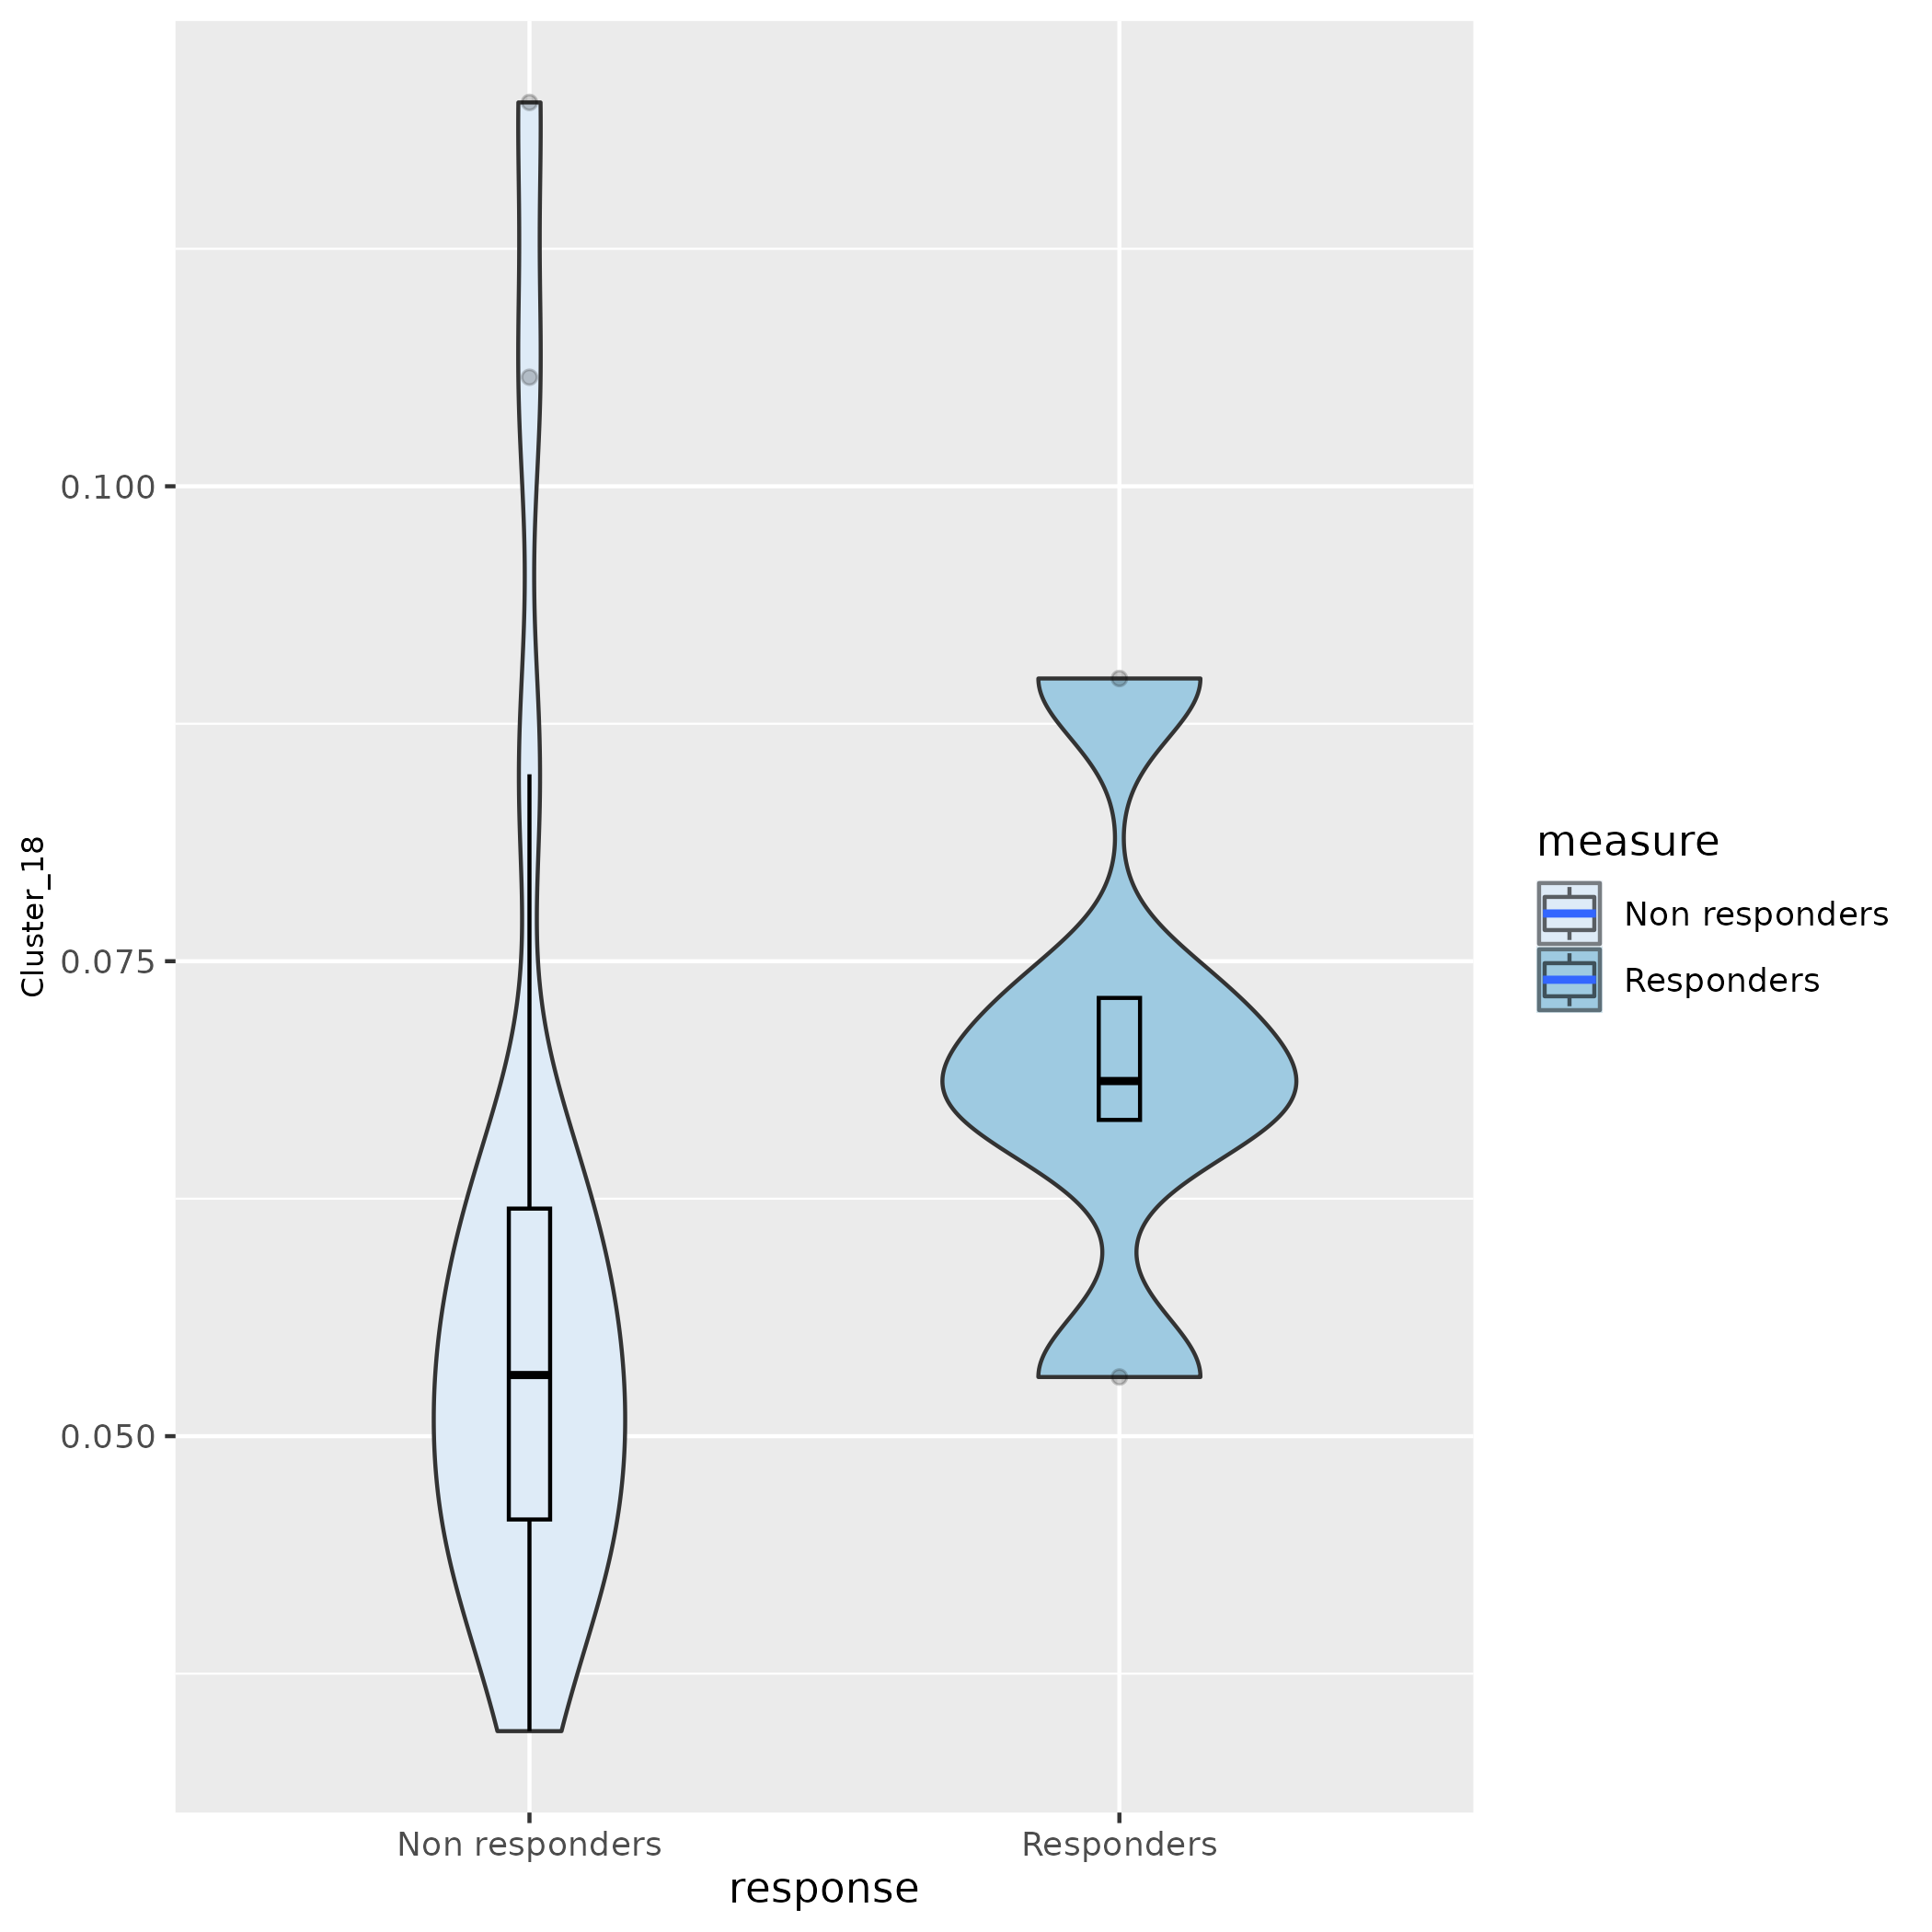 Cluster_18
0.100
0.075
0.050
Non responders
Responders
response
measure
Non responders
Responders